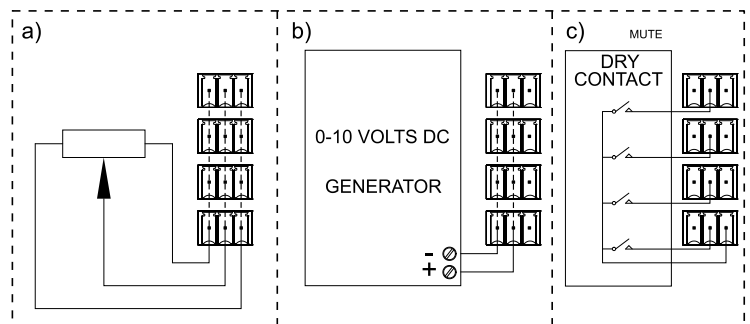 a)
b)
0-10 VOLTS DC
GENERATOR
-
+
c)
MUTE
DRY
CONTACT